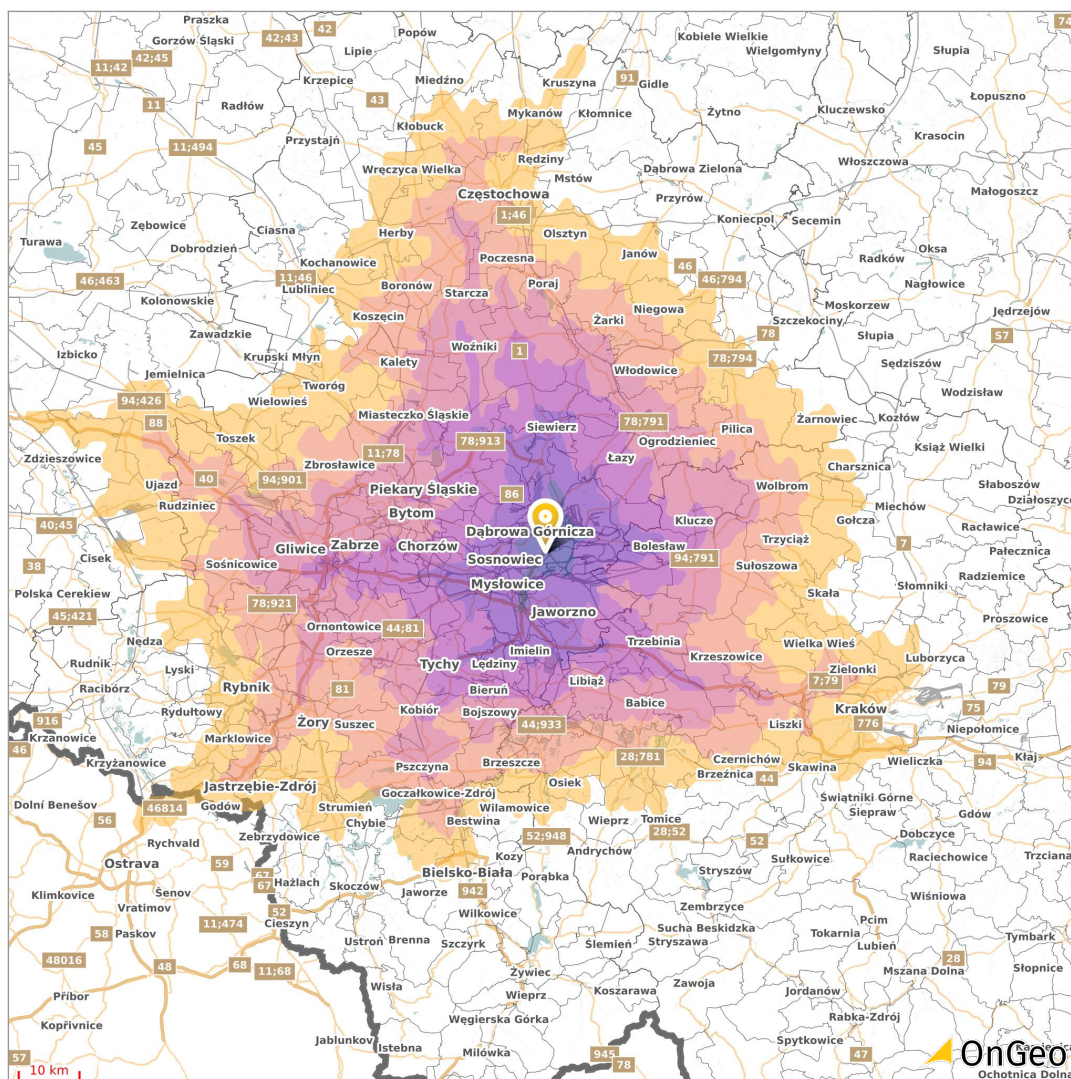 Praszka
42
Popów
74
Gorzów Śląski
42;43
Kobiele Wielkie
Wielgomłyny
Lipie
Słupia
42;45
11;42
Krzepice
Miedźno
Kruszyna
91
Gidle
Łopuszno
11
Radłów
43
Mykanów
Kłomnice
Żytno
Kluczewsko
Kłobuck
Krasocin
45
11;494
Przystajń
Rędziny
Włoszczowa
Wręczyca Wielka
Mstów
Dąbrowa Zielona
Małogoszcz
Częstochowa
Przyrów
1;46
Koniecpol
Secemin
Zębowice
Ciasna
Herby
Olsztyn
Turawa
Dobrodzień
Oksa
Kochanowice
Poczesna
Janów
46
Radków
46;463
11;46
Lubliniec
Boronów
Starcza
Poraj
46;794
Nagłowice
Kolonowskie
Koszęcin
Żarki
Niegowa
Moskorzew
Jędrzejów
Szczekociny
Zawadzkie
78
Słupia
S7
Izbicko
Krupski Młyn
Kalety
Woźniki
1
78;794
Sędziszów
Jemielnica
Tworóg
Włodowice
Wodzisław
94;426
Wielowieś
Miasteczko Śląskie
88
Siewierz
78;791
Żarnowiec
Kozłów
Toszek
78;913
Ogrodzieniec
Pilica
Książ Wielki
Zdzieszowice
11;78
Łazy
Zbrosławice
Charsznica
Ujazd
40
94;901
Piekary Śląskie
86
Wolbrom
Słaboszów
Rudziniec
Bytom
Miechów
Działoszyce
40;45
Dąbrowa Górnicza
Klucze
Gołcza
Racławice
Cisek
Gliwice
Zabrze
Chorzów
Bolesław
Trzyciąż
7
Pałecznica
38
Sośnicowice
Sosnowiec
94;791
Sułoszowa
Radziemice
Polska Cerekiew
Mysłowice
Skała
Słomniki
78;921
Jaworzno
45;421
Ornontowice
44;81
Proszowice
Nędza
Orzesze
Imielin
Trzebinia
Wielka Wieś
Rudnik
Lyski
Tychy
Lędziny
Krzeszowice
Zielonki
Luborzyca
Racibórz
Rybnik
81
Bieruń
Libiąż
7;79
79
Rydułtowy
Kobiór
Bojszowy
Babice
Kraków
75
916
Żory
Suszec
44;933
Liszki
776
Niepołomice
Krzanowice
46
Marklowice
28;781
Czernichów
Wieliczka
94
Kłaj
Krzyżanowice
Pszczyna
Brzeszcze
Brzeźnica
44
Skawina
Jastrzębie-Zdrój
Goczałkowice-Zdrój
Osiek
Świątniki Górne
Dolní Benešov
46814
Godów
Strumień
Wilamowice
Siepraw
Gdów
56
Chybie
Bestwina
Wieprz
Tomice
Zebrzydowice
52;948
28;52
52
Dobczyce
Rychvald
Andrychów
Ostrava
59
Kozy
Sułkowice
Raciechowice
Trzciana
67
Bielsko-Biała
Porąbka
Stryszów
67
Hażlach
Skoczów
Jaworze
942
Klimkovice
Šenov
Wiśniowa
Vratimov
52
Wilkowice
Zembrzyce
58
Paskov
11;474
Cieszyn
Sucha Beskidzka
Pcim
Ustroń
Brenna
Szczyrk
Ślemień
Stryszawa
Tokarnia
Lubień
Tymbark
48016
48
68
11;68
Żywiec
28
Mszana Dolna
Słopnice
Wisła
Zawoja
Příbor
Wieprz
Koszarawa
Jordanów
Kopřivnice
Węgierska Górka
Rabka-Zdrój
Jablunkov
Istebna
Milówka
Spytkowice
57
945
78
47
10 km
OnGeo
Ochotnica Dolna